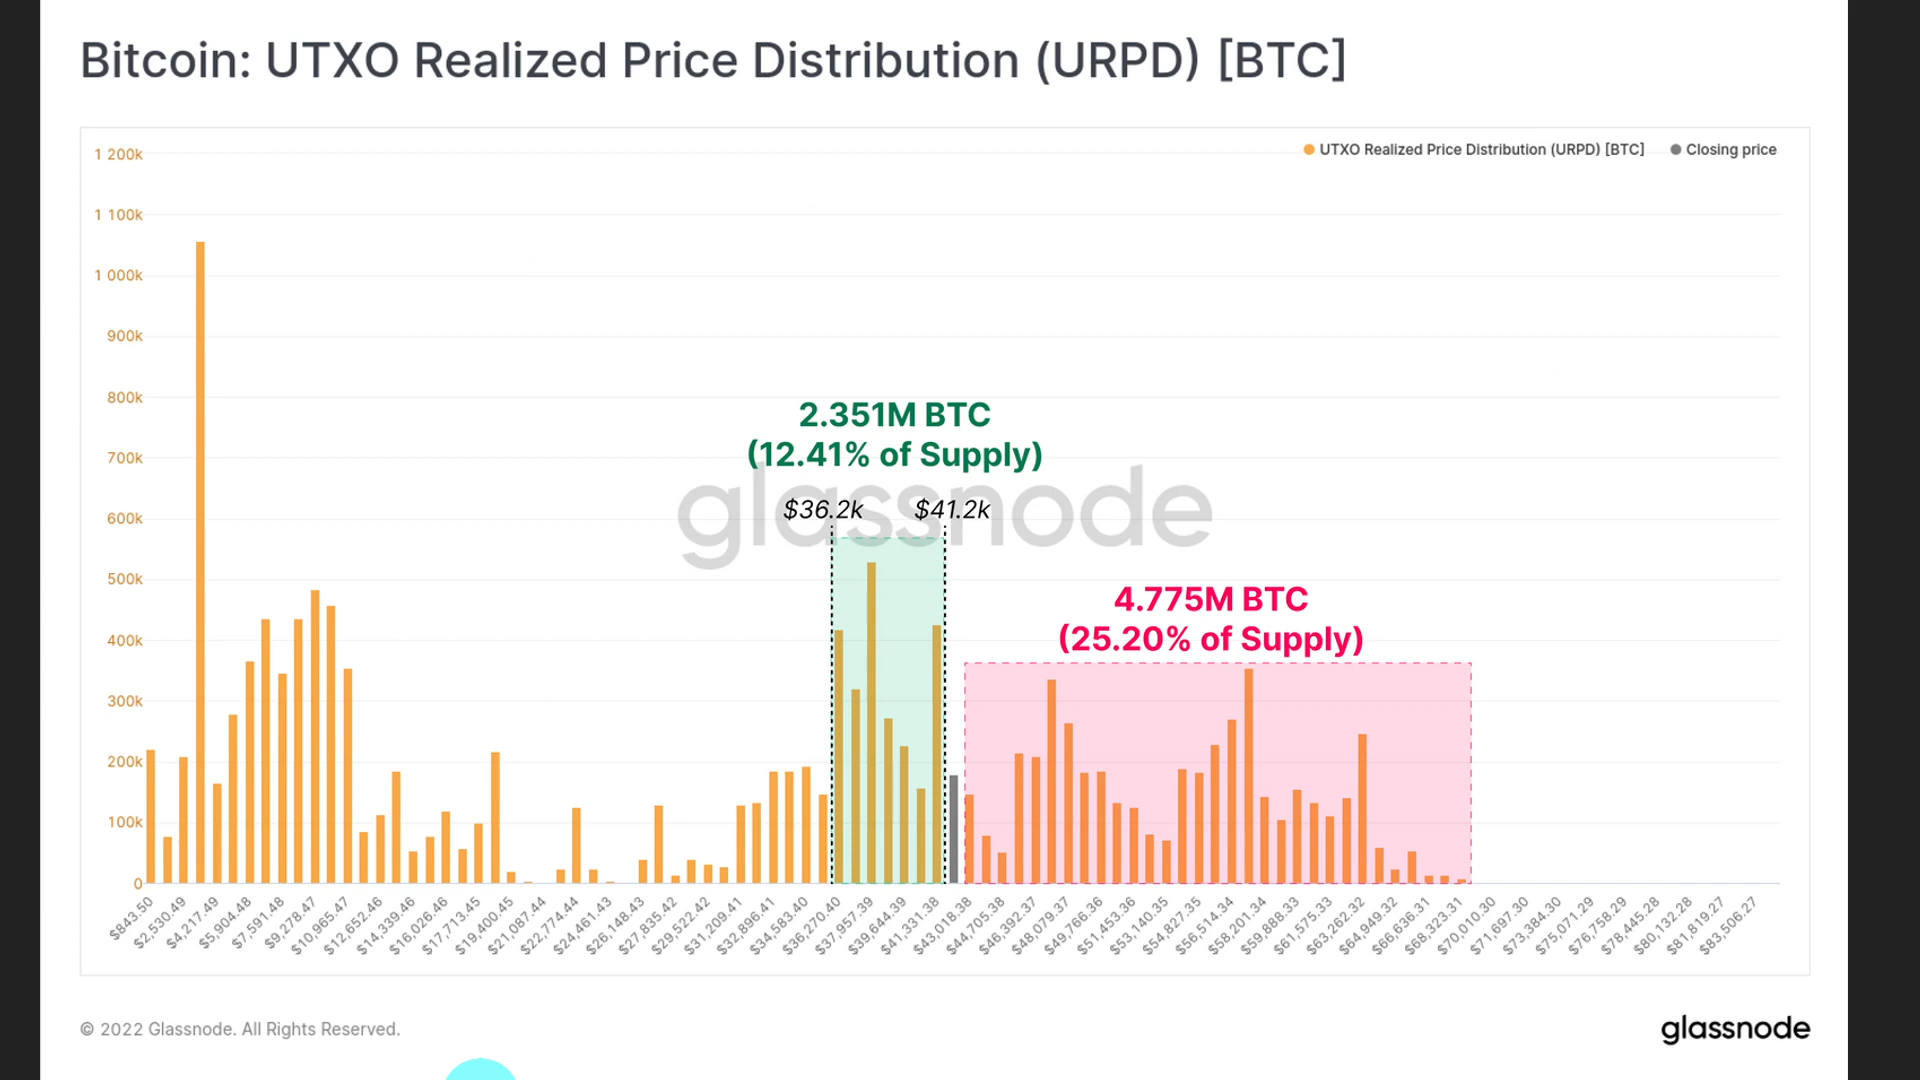 Bitcoin: UTXO Realized Price Distribution (URPD) [BTC]
UTXO Realized Price Distribution (URPD) [BTC]
Closing price
1 200k
1 100k
1 000k
900k
800k
700k
600k
500k
400k
300k
200k
100k
0
2.351M BTC
(12.41% of Supply)
glassnode
$36.2k
$41.2k
4.775M BTC
(25.20% of Supply)
$843.50
$2,530.49
$4,217.49
$5,904.48
$7,591.48
$9,278.47
$10,965.47
$12,652.46
$14,339.46
$16,026.46
$17,713.45
$19,400.45
$21,087.44
$22,774.44
$24,461.43
$26,148.43
$27,835.42
$29,522.42
$31,209.41
$32,896.41
$34,583.40
$36,270.40
$37,957.39
$39,644.39
$41,331.38
$43,018.38
$44,705.38
$46,392.37
$48,079.37
$49,766.36
$51,453.36
$53,140.35
$54,827.35
$56,514.34
$58,201.34
$59,888.33
$61,575.33
$63,262.32
$64,949.32
$66,636.31
$68,323.31
$70,010.30
$71,697.30
$73,384.30
$75,071.29
$76,758.29
$78,445.28
$80,132.28
$81,819.27
$83,506.27
© 2022 Glassnode. All Rights Reserved.
glassnode